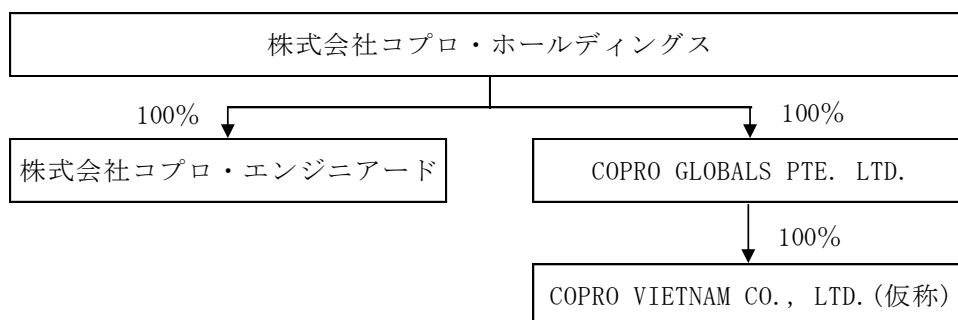 株式会社コプロ・ホールディングス
100%
100%
株式会社コプロ・エンジニアード
COPRO GLOBALS PTE. LTD.
100%
COPRO VIETNAM CO., LTD.(仮称)